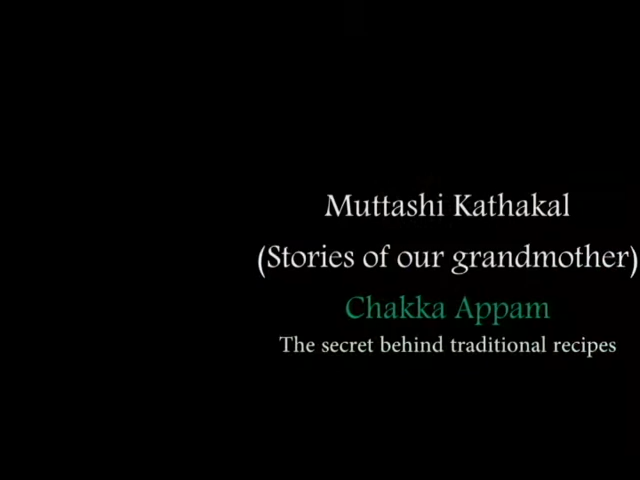 Muttashi Kathakal
(Stories of our grandmother)
Chakka Appam
The secret behind traditional recipes